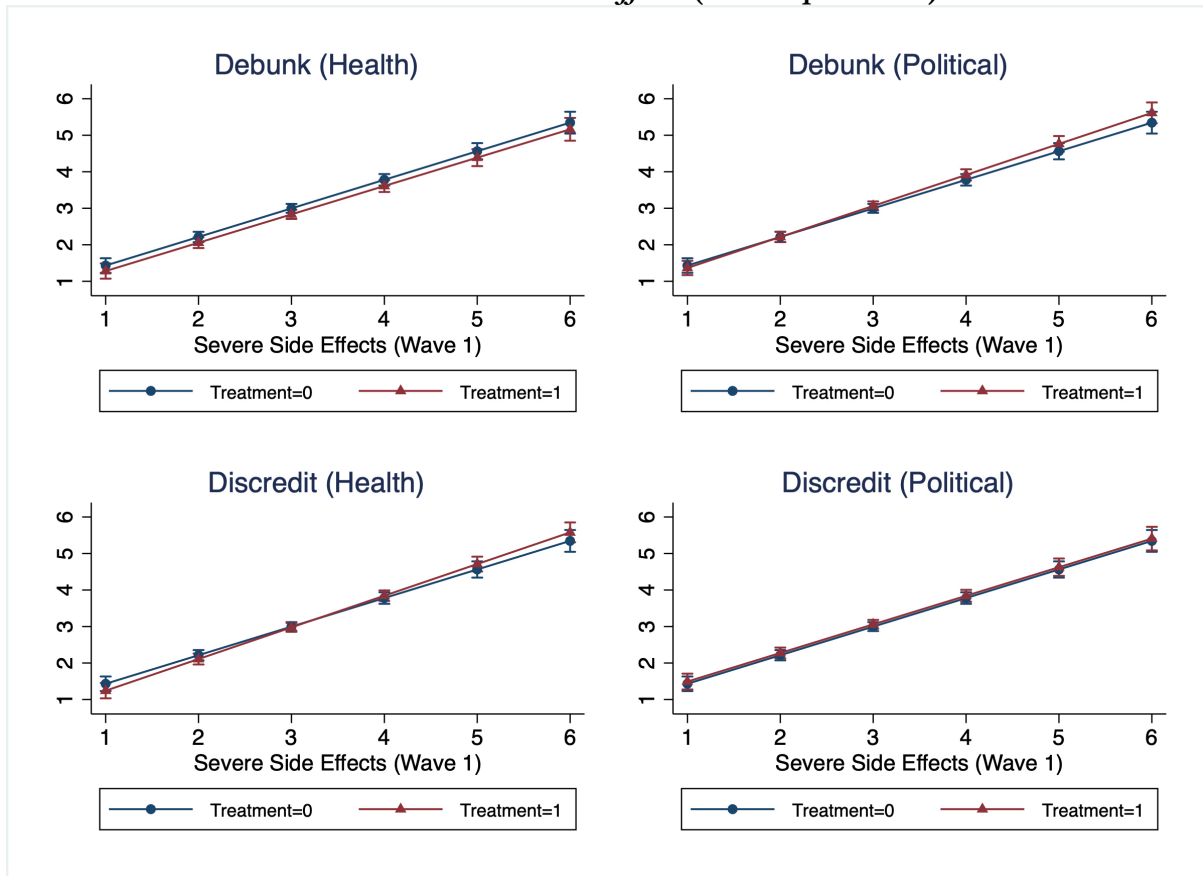 Debunk (Health)
6
5
4
3
2
1
1 2 3 4 5 6
Severe Side Effects (Wave 1)
Treatment=0 Treatment=1
Debunk (Political)
6
5
4
3
2
1
1 2 3 4 5 6
Severe Side Effects (Wave 1)
Treatment=0 Treatment=1
Discredit (Health)
6
5
4
3
2
1
1 2 3 4 5 6
Severe Side Effects (Wave 1)
Treatment=0 Treatment=1
Discredit (Political)
6
5
4
3
2
1
1 2 3 4 5 6
Severe Side Effects (Wave 1)
Treatment=0 Treatment=1